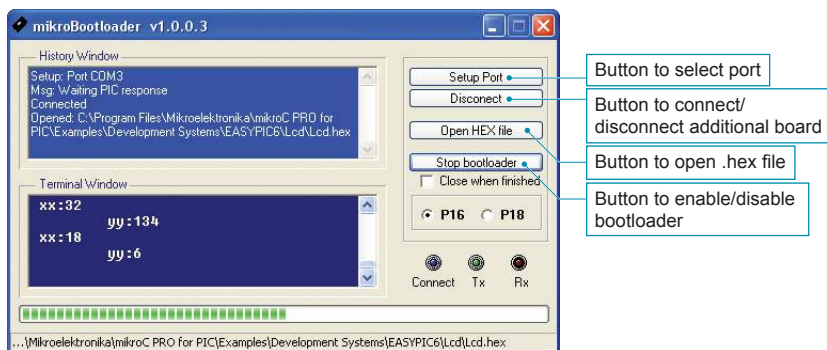 mikroBootloader v1.0.0.3
History Window
Setup: Port COM3
Msg: Waiting PIC response
Connected
Opened: C:\Program Files\Mikroelektronika\mikroC PRO for
PIC\Examples\Development Systems\EASYPIC6\Lcd\Lcd.hex
Terminal Window
xx:32
yy:134
xx:18
yy:6
Setup Port
Disconect
Open HEX file
Stop bootloader
Close when finished
P16 P18
Connect Tx Rx
...\Mikroelektronika\mikroC PRO for PIC\Examples\Development Systems\EASYPIC6\Lcd\Lcd.hex
Button to select port
Button to connect/
disconnect additional board
Button to open .hex file
Button to enable/disable
bootloader